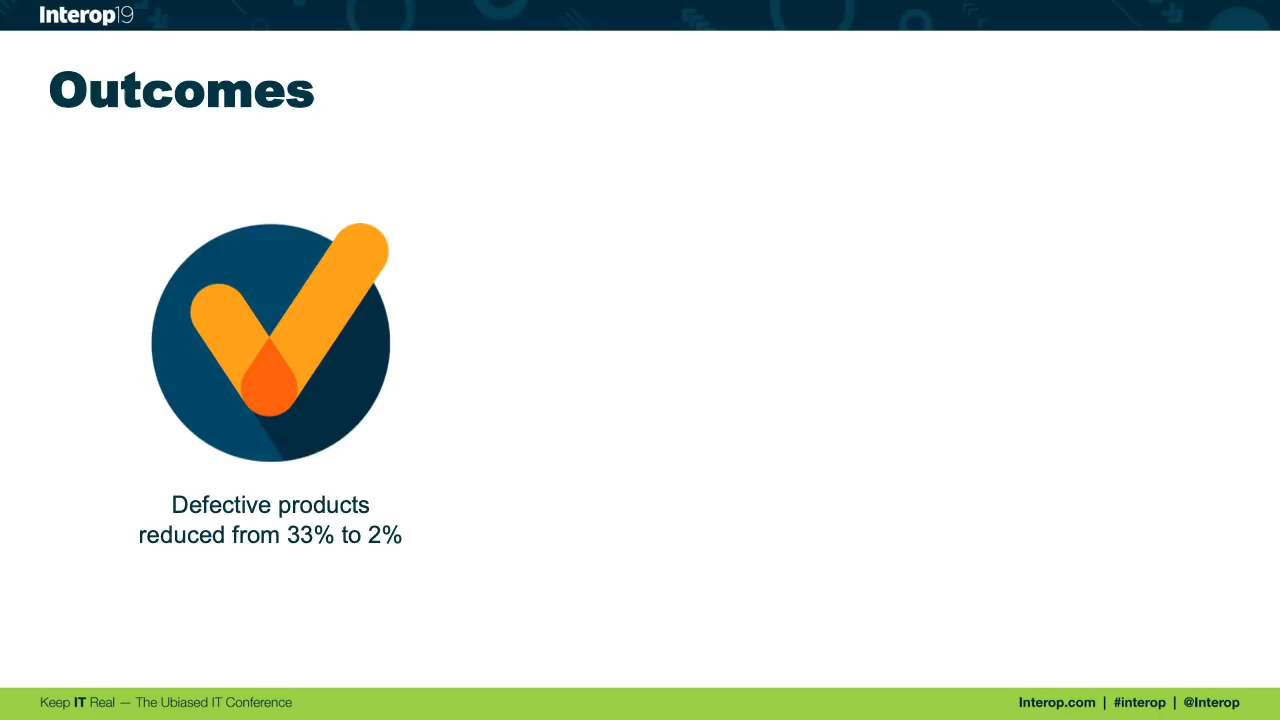 Interop19
Outcomes
Defective products
reduced from 33% to 2%
Keep IT Real — The Ubiased IT Conference
Interop.com | #interop | @Interop